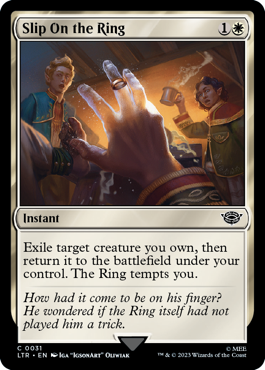 Slip On the Ring 1
Instant
Exile target creature you own, then
return it to the battlefield under your
control. The Ring tempts you.
How had it come to be on his finger?
He wondered if the Ring itself had not
played him a trick.
C 0031
LTR • EN Iga "IgsonArt" Oliwiak
© MEE
™ & © 2023 Wizards of the Coast